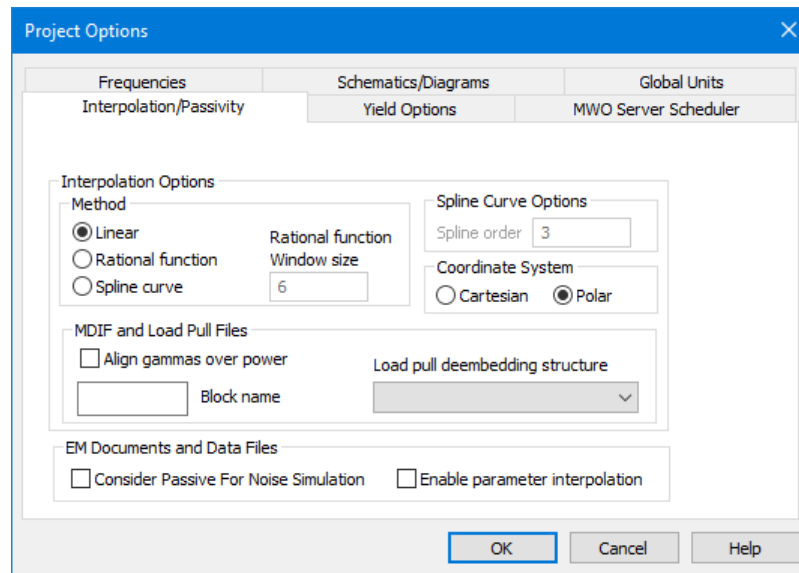 Project Options
Frequencies Schematics/Diagrams Global Units
Interpolation/Passivity Yield Options MWO Server Scheduler
Interpolation Options
Method
Linear
Rational function
Spline curve
Rational function
Window size
6
Spline Curve Options
Spline order 3
Coordinate System
Cartesian Polar
MDIF and Load Pull Files
Align gammas over power
Block name
Load pull deembedding structure
EM Documents and Data Files
Consider Passive For Noise Simulation Enable parameter interpolation
OK Cancel Help